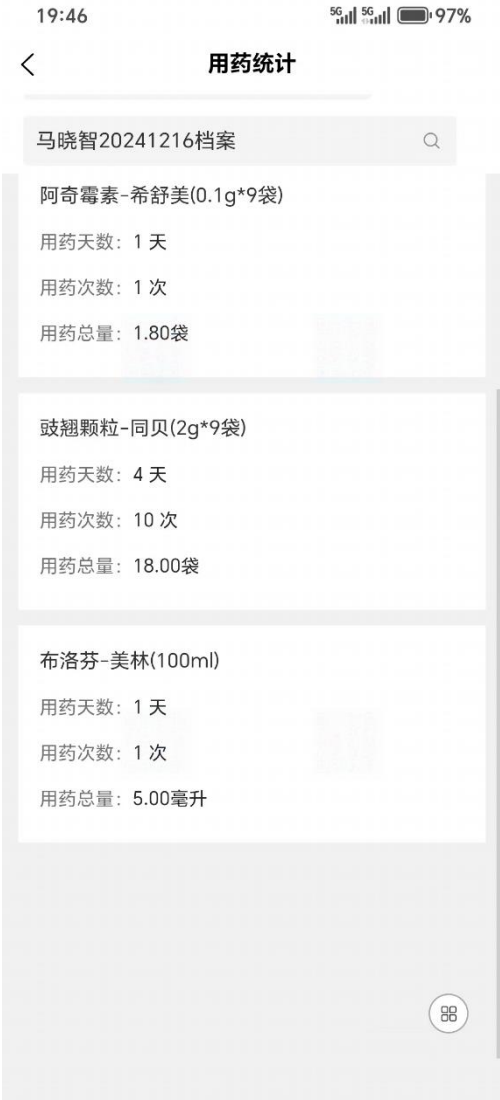 19:46
5G 5G 97%
用药统计
马晓智20241216档案
阿奇霉素-希舒美(0.1g*9袋)
用药天数：1 天
用药次数：1 次
用药总量：1.80袋
豉翘颗粒-同贝(2g*9袋)
用药天数：4 天
用药次数：10 次
用药总量：18.00袋
布洛芬-美林(100ml)
用药天数：1 天
用药次数：1 次
用药总量：5.00毫升